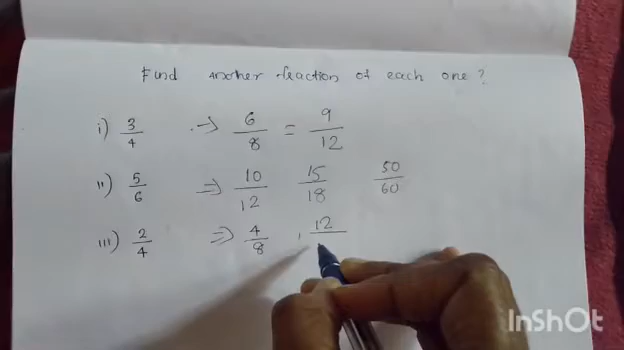 Find another fraction of each one?
i) 3/4 → 6/8 = 9/12
ii) 5/6 ⇒ 10/12 15/18 50/60
iii) 2/4 ⇒ 4/8 , 12/
InShOt